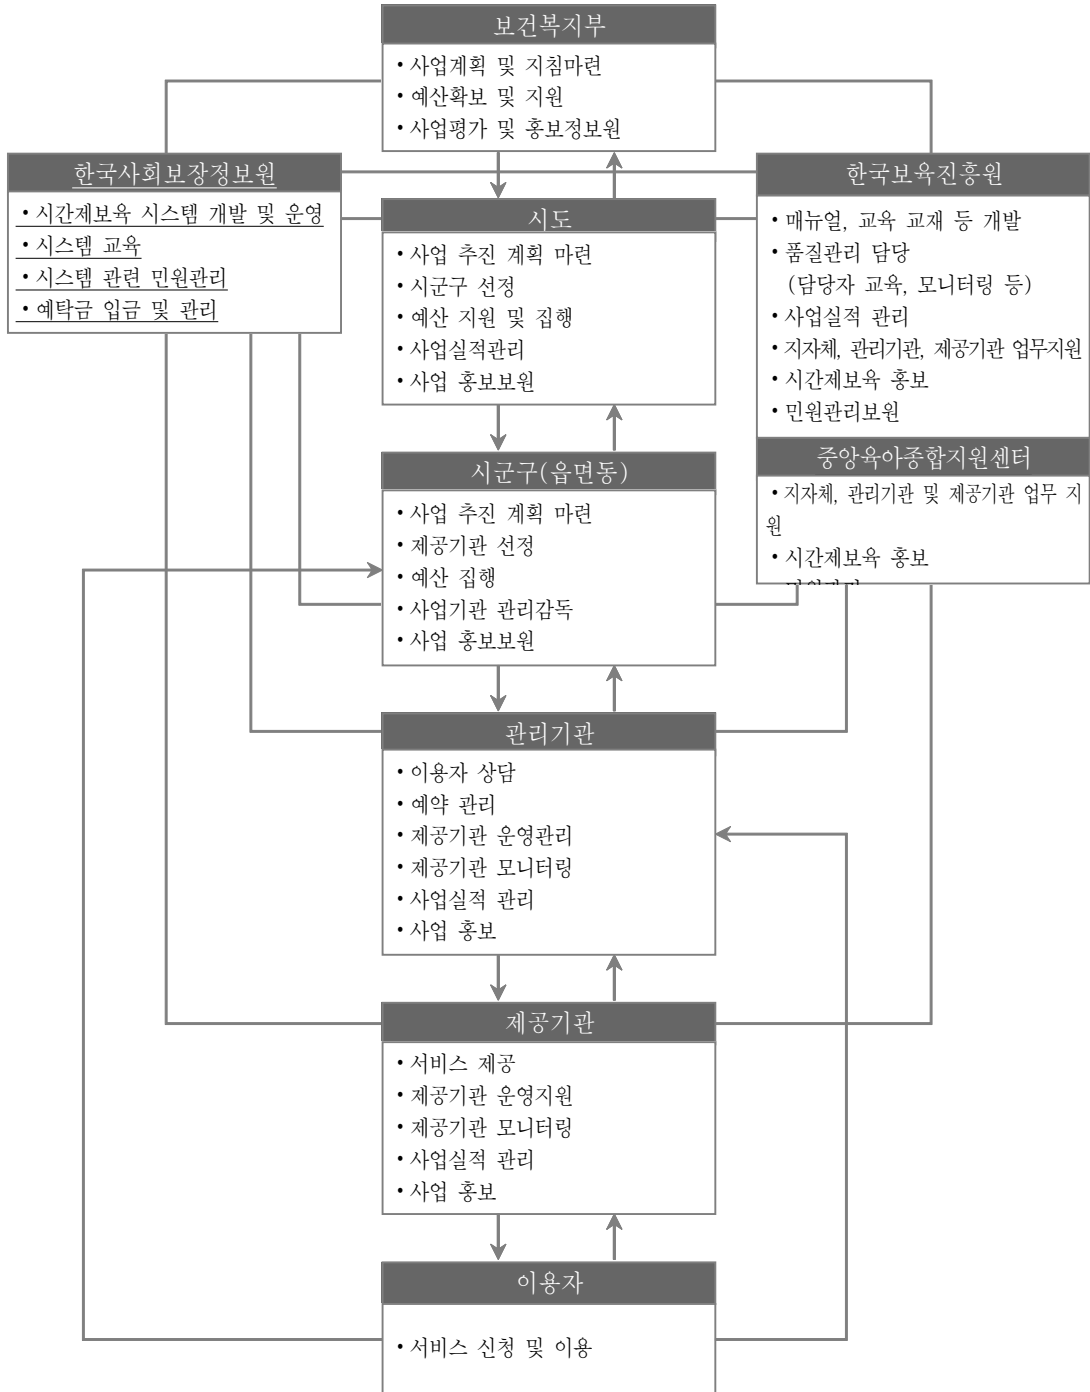 보건복지부
• 사업계획 및 지침마련
• 예산확보 및 지원
• 사업평가 및 홍보정보원
한국사회보장정보원
• 시간제보육 시스템 개발 및 운영
• 시스템 교육
• 시스템 관련 민원관리
• 예탁금 입금 및 관리
시도
• 사업 추진 계획 마련
• 시군구 선정
• 예산 지원 및 집행
• 사업실적관리
• 사업 홍보보원
한국보육진흥원
• 매뉴얼, 교육 교재 등 개발
• 품질관리 담당
(담당자 교육, 모니터링 등)
• 사업실적 관리
• 지자체, 관리기관, 제공기관 업무지원
• 시간제보육 홍보
• 민원관리보원
중앙육아종합지원센터
• 지자체, 관리기관 및 제공기관 업무 지
원
• 시간제보육 홍보
시군구(읍면동)
• 사업 추진 계획 마련
• 제공기관 선정
• 예산 집행
• 사업기관 관리감독
• 사업 홍보보원
관리기관
• 이용자 상담
• 예약 관리
• 제공기관 운영관리
• 제공기관 모니터링
• 사업실적 관리
• 사업 홍보
제공기관
• 서비스 제공
• 제공기관 운영지원
• 제공기관 모니터링
• 사업실적 관리
• 사업 홍보
이용자
• 서비스 신청 및 이용